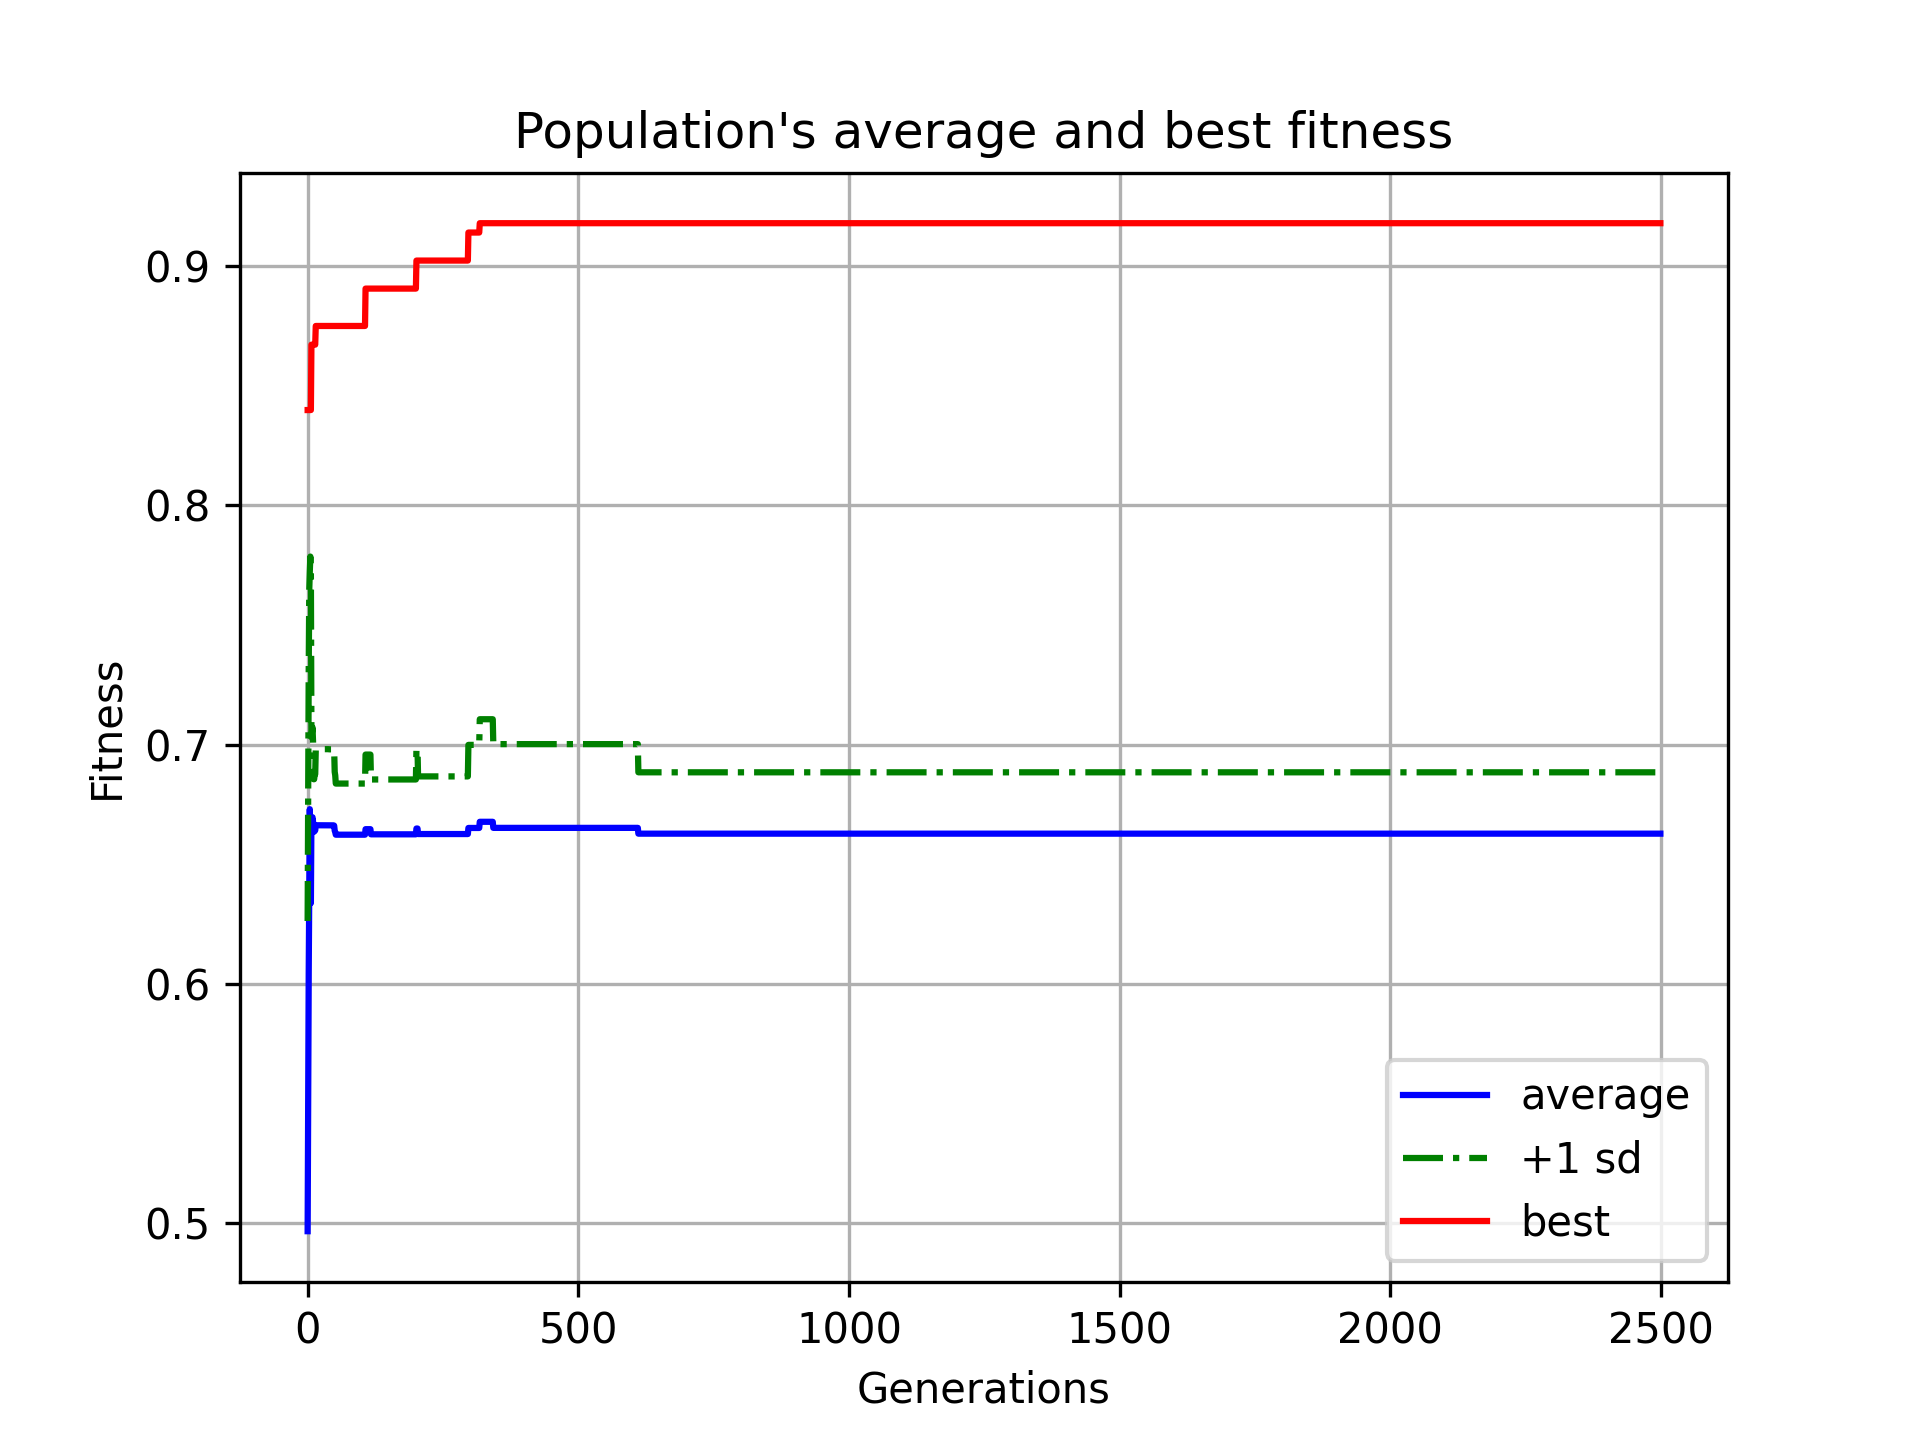 Population's average and best fitness
Fitness
0.9
0.8
0.7
0.6
0.5
0 500 1000 1500 2000 2500
Generations
average
+1 sd
best